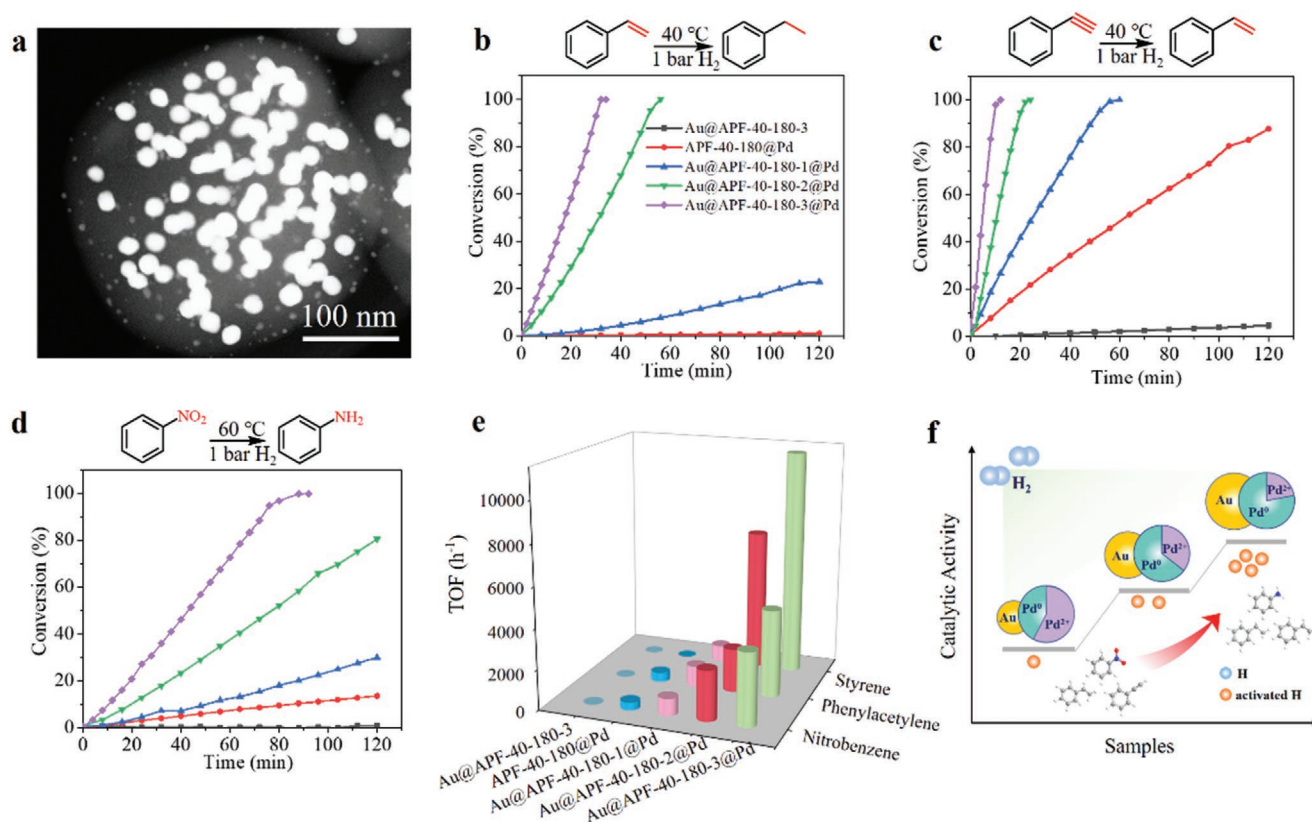 a
100 nm
b
40 °C
1 bar H2
Conversion (%)
100
80
60
40
20
0
Au@APF-40-180-3
APF-40-180@Pd
Au@APF-40-180-1@Pd
Au@APF-40-180-2@Pd
Au@APF-40-180-3@Pd
0 20 40 60 80 100 120
Time (min)
c
40 °C
1 bar H2
Conversion (%)
100
80
60
40
20
0
0 20 40 60 80 100 120
Time (min)
d
NO2
60 °C
1 bar H2
NH2
Conversion (%)
100
80
60
40
20
0
0 20 40 60 80 100 120
Time (min)
e
TOF (h-1)
10000
8000
6000
4000
2000
0
Au@APF-40-180-3
APF-40-180@Pd
Au@APF-40-180-1@Pd
Au@APF-40-180-2@Pd
Au@APF-40-180-3@Pd
Styrene
Phenylacetylene
Nitrobenzene
f
Catalytic Activity
H2
Au Pd0 Pd2+
Au Pd0 Pd2+
Au Pd0 Pd2+
H
activated H
Samples